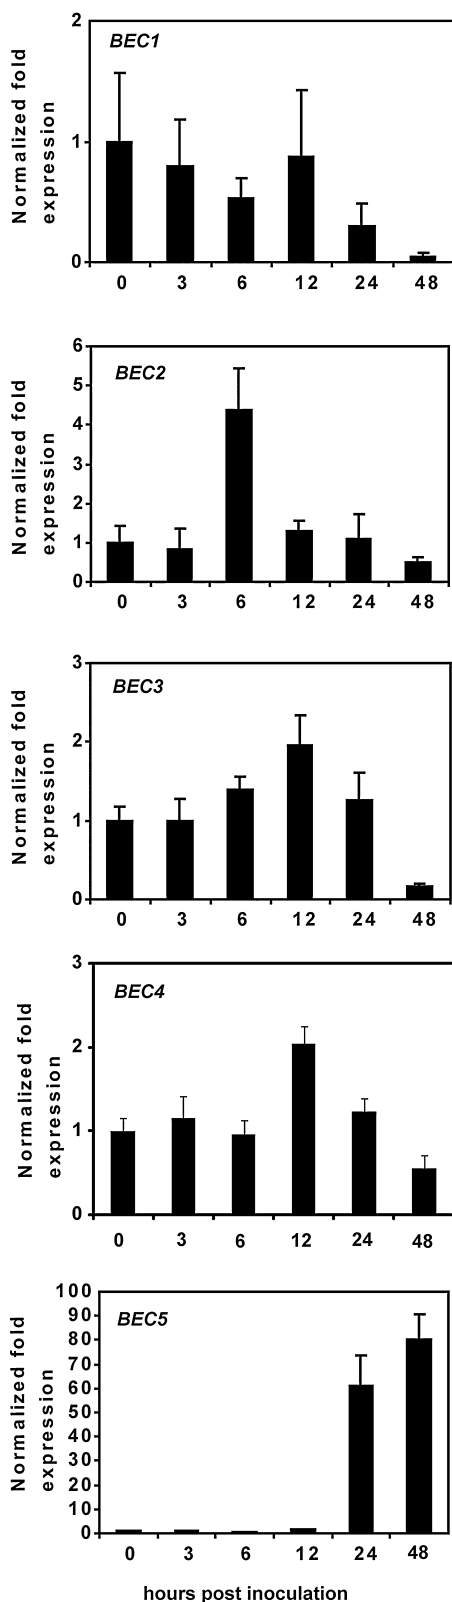 BEC1
Normalized fold
expression
2
1
0
0 3 6 12 24 48
BEC2
Normalized fold
expression
6
5
4
3
2
1
0
0 3 6 12 24 48
BEC3
Normalized fold
expression
3
2
1
0
0 3 6 12 24 48
BEC4
Normalized fold
expression
3
2
1
0
0 3 6 12 24 48
BEC5
Normalized fold
expression
100
90
80
70
60
50
40
30
20
10
0
0 3 6 12 24 48
hours post inoculation